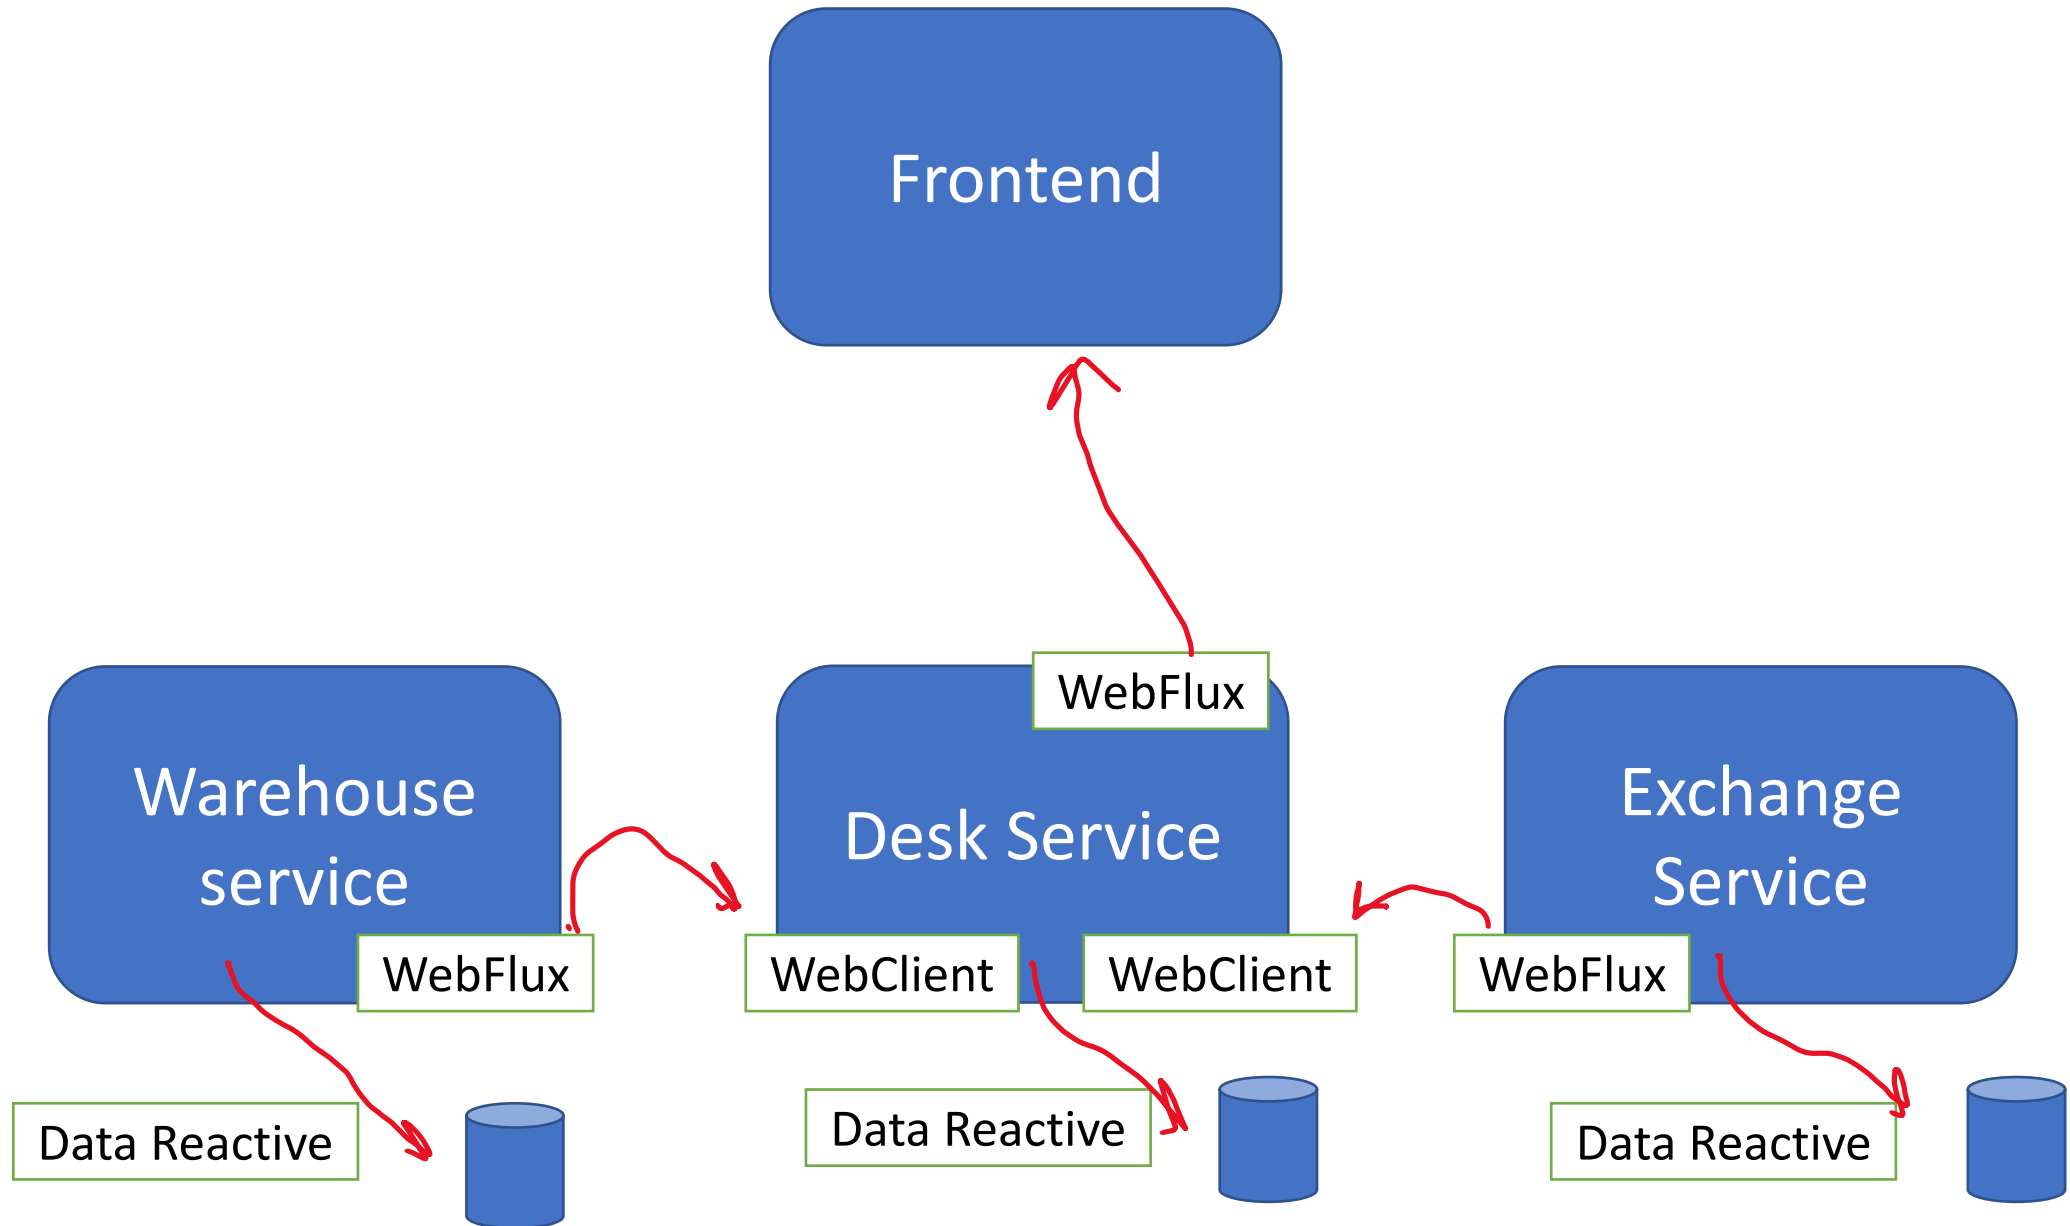 Frontend
WebFlux
Warehouse
service
Desk Service
Exchange
Service
WebFlux
WebClient
WebClient
WebFlux
Data Reactive
Data Reactive
Data Reactive